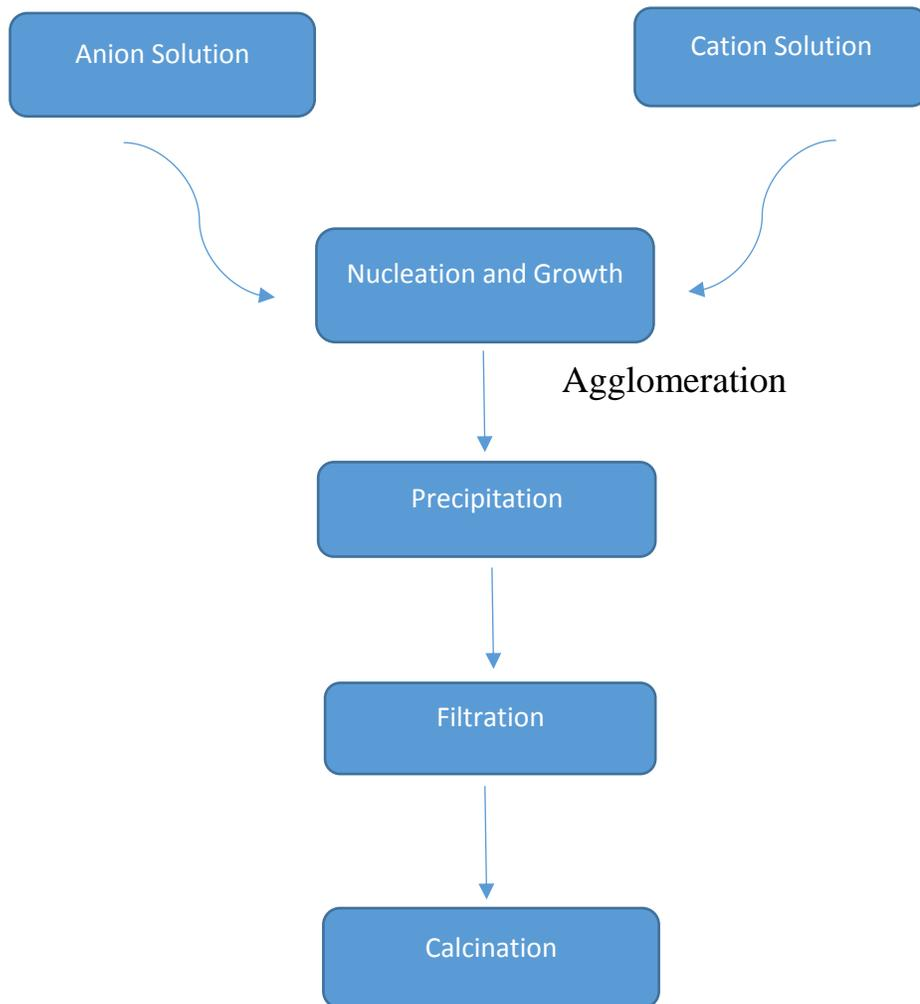 Anion Solution
Cation Solution
Nucleation and Growth
Agglomeration
Precipitation
Filtration
Calcination